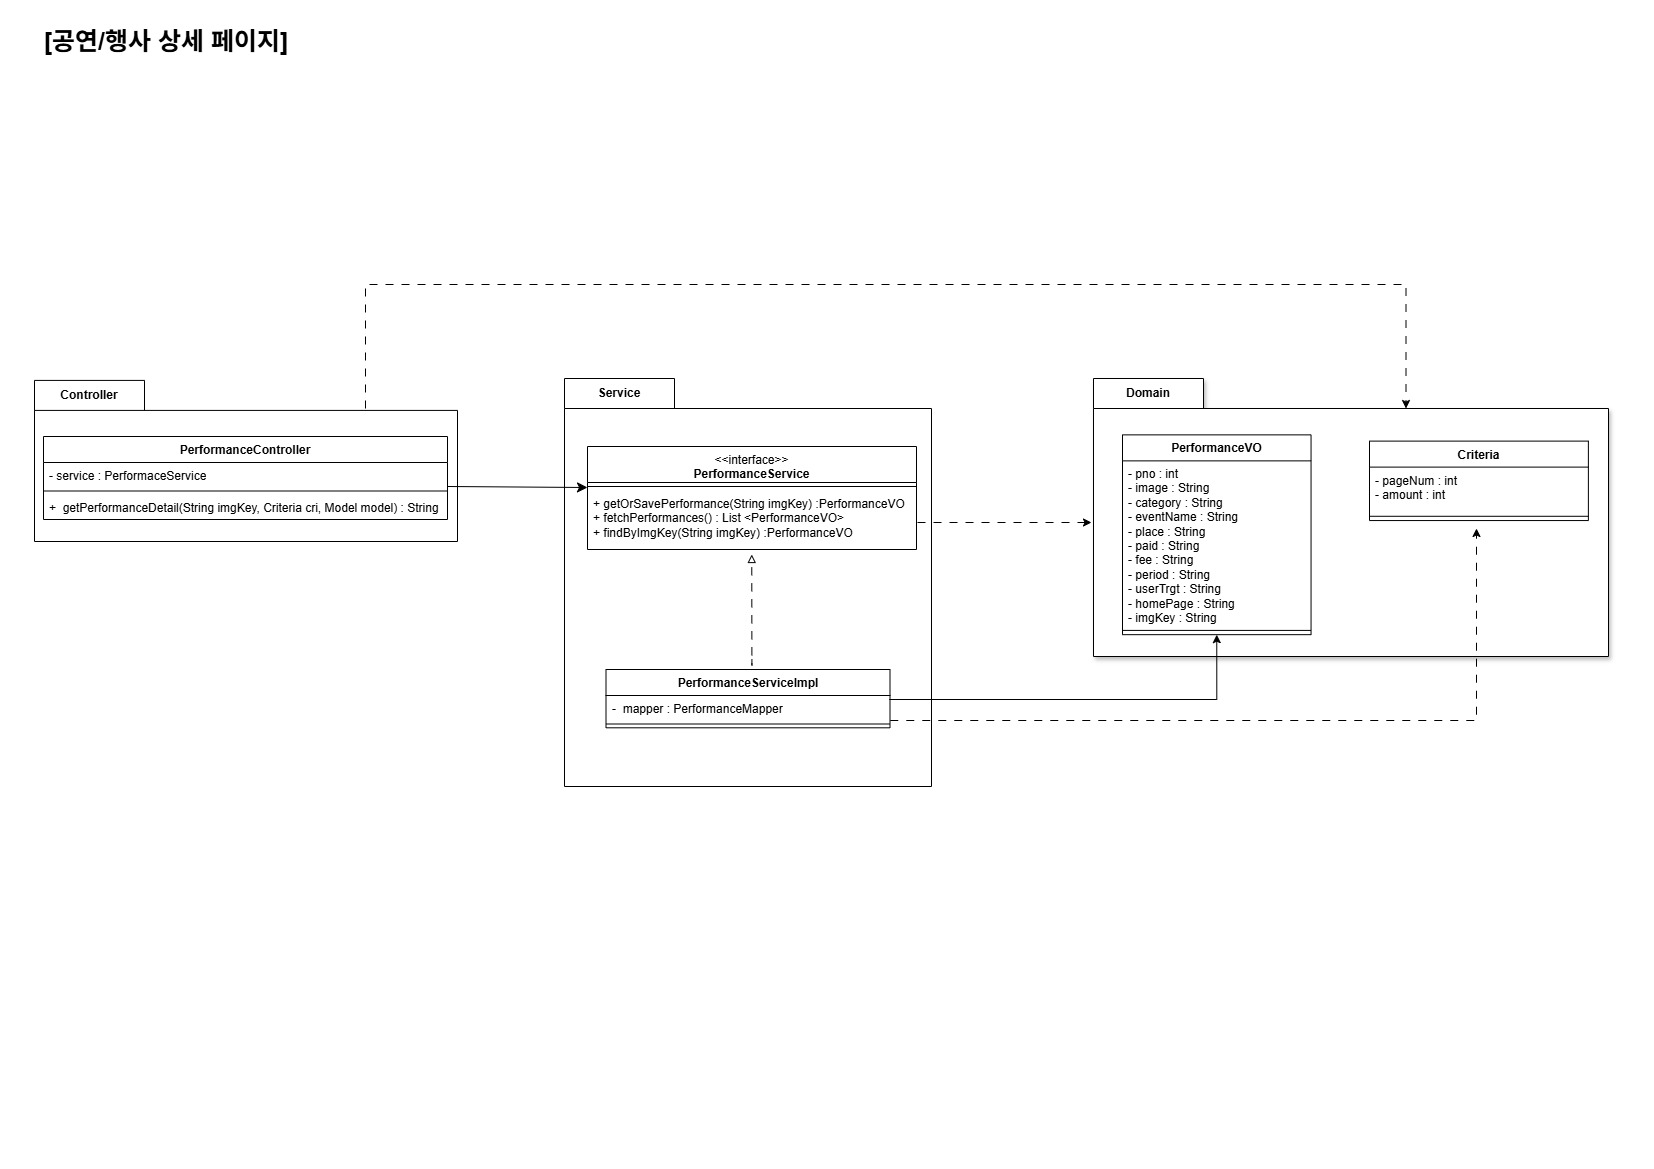 [공연/행사 상세 페이지]
Controller
PerformanceController
- service : PerformaceService
+  getPerformanceDetail(String imgKey, Criteria cri, Model model) : String
Service
<<interface>>
PerformanceService
+ getOrSavePerformance(String imgKey) :PerformanceVO
+ fetchPerformances() : List <PerformanceVO>
+ findByImgKey(String imgKey) :PerformanceVO
PerformanceServiceImpl
-  mapper : PerformanceMapper
Domain
PerformanceVO
- pno : int
- image : String
- category : String
- eventName : String
- place : String
- paid : String
- fee : String
- period : String
- userTrgt : String
- homePage : String
- imgKey : String
Criteria
- pageNum : int
- amount : int